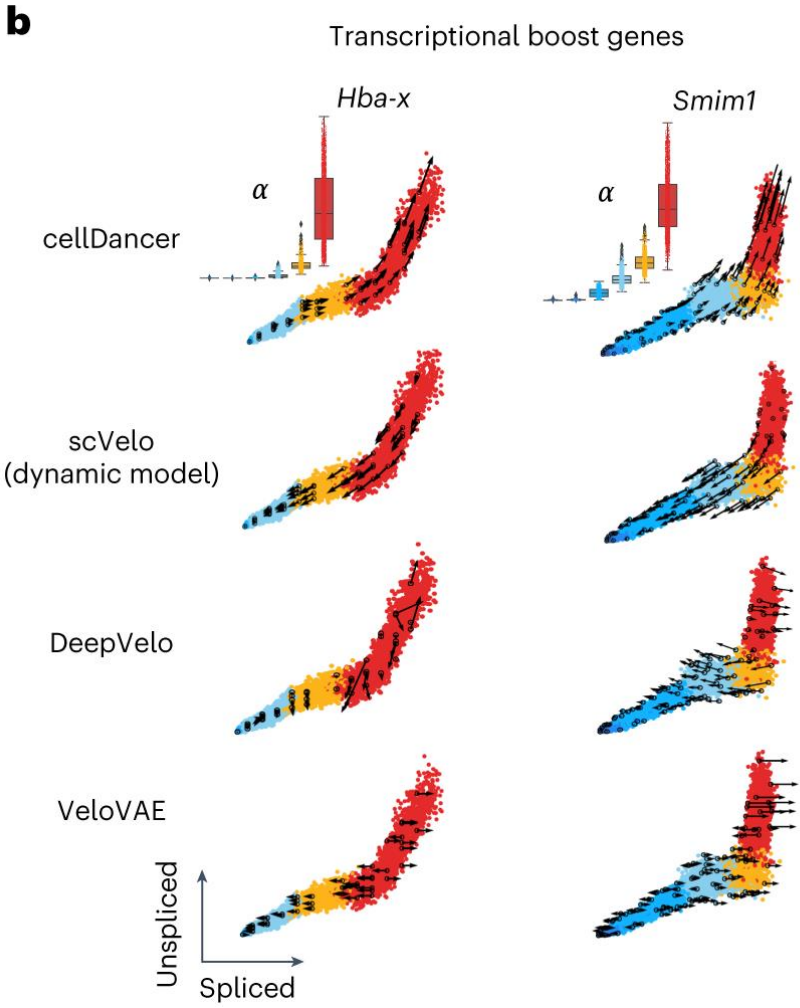 b
Transcriptional boost genes
Hba-x
Smim1
α
α
cellDancer
scVelo
(dynamic model)
DeepVelo
VeloVAE
Unspliced
Spliced